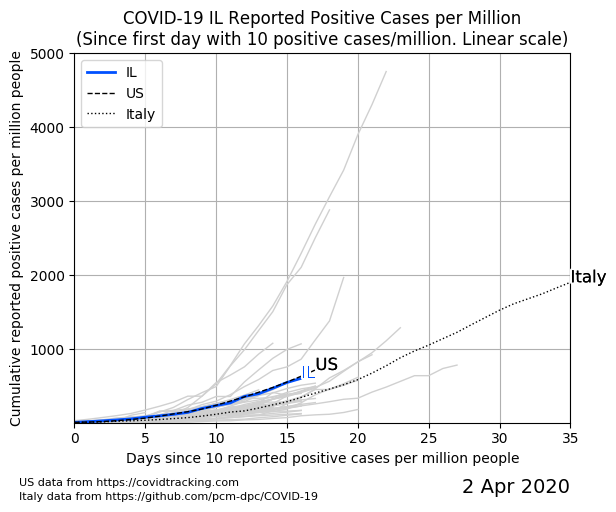 COVID-19 IL Reported Positive Cases per Million
(Since first day with 10 positive cases/million. Linear scale)
Cumulative reported positive cases per million people
5000
4000
3000
2000
1000
IL
US
Italy
Italy
US
IL
0 5 10 15 20 25 30 35
Days since 10 reported positive cases per million people
US data from https://covidtracking.com
Italy data from https://github.com/pcm-dpc/COVID-19
2 Apr 2020